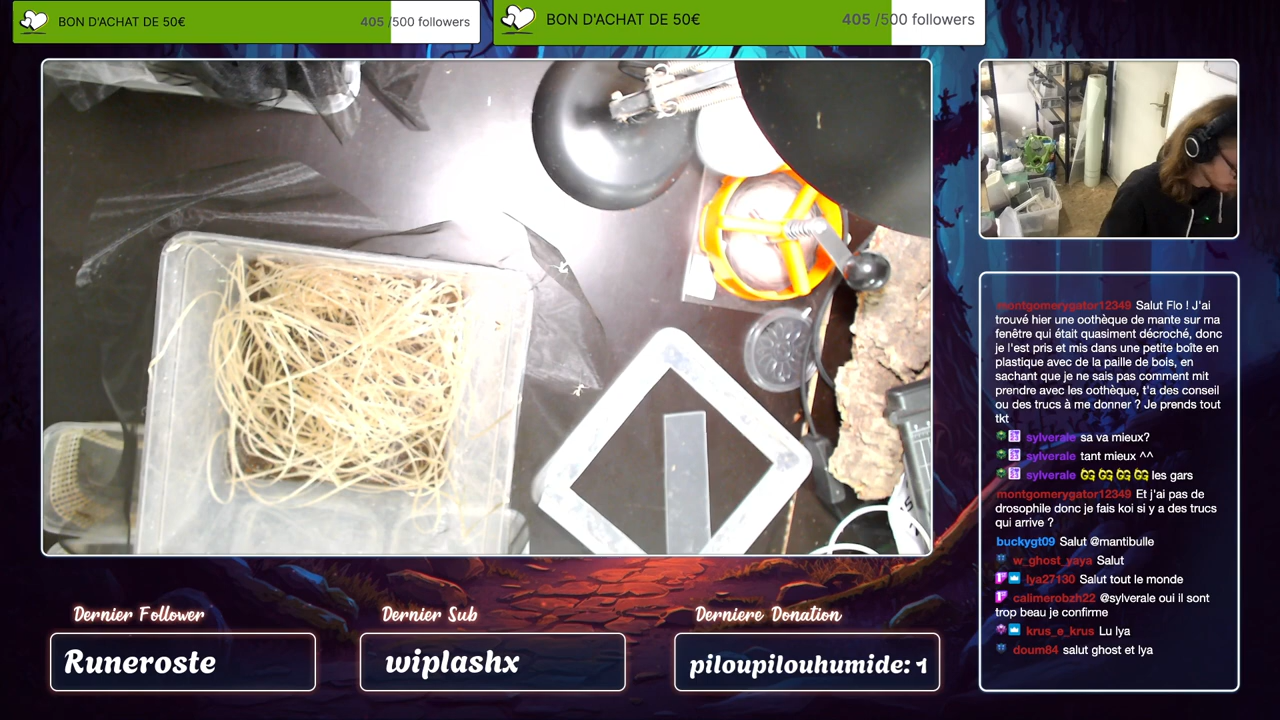 BON D'ACHAT DE 50€ 405 /500 followers
BON D'ACHAT DE 50€ 405 /500 followers
montgomerygator12349 Salut Flo ! J'ai
trouvé hier une oothèque de mante sur ma
fenêtre qui était quasiment décroché, donc
je l'est pris et mis dans une petite boîte en
plastique avec de la paille de bois, en
sachant que je ne sais pas comment mit
prendre avec les oothèque, t'a des conseil
ou des trucs à me donner ? Je prends tout
tkt
sylverale sa va mieux?
sylverale tant mieux ^^
sylverale GG GG GG GG les gars
montgomerygator12349 Et j'ai pas de
drosophile donc je fais koi si y a des trucs
qui arrive ?
buckygt09 Salut @mantibulle
w_ghost_yaya Salut
lya27130 Salut tout le monde
calimerobzh22 @sylverale oui il sont
trop beau je confirme
krus_e_krus Lu lya
doum84 salut ghost et lya
Dernier Follower
Runeroste
Dernier Sub
wiplashx
Derniere Donation
piloupilouhumide: 1